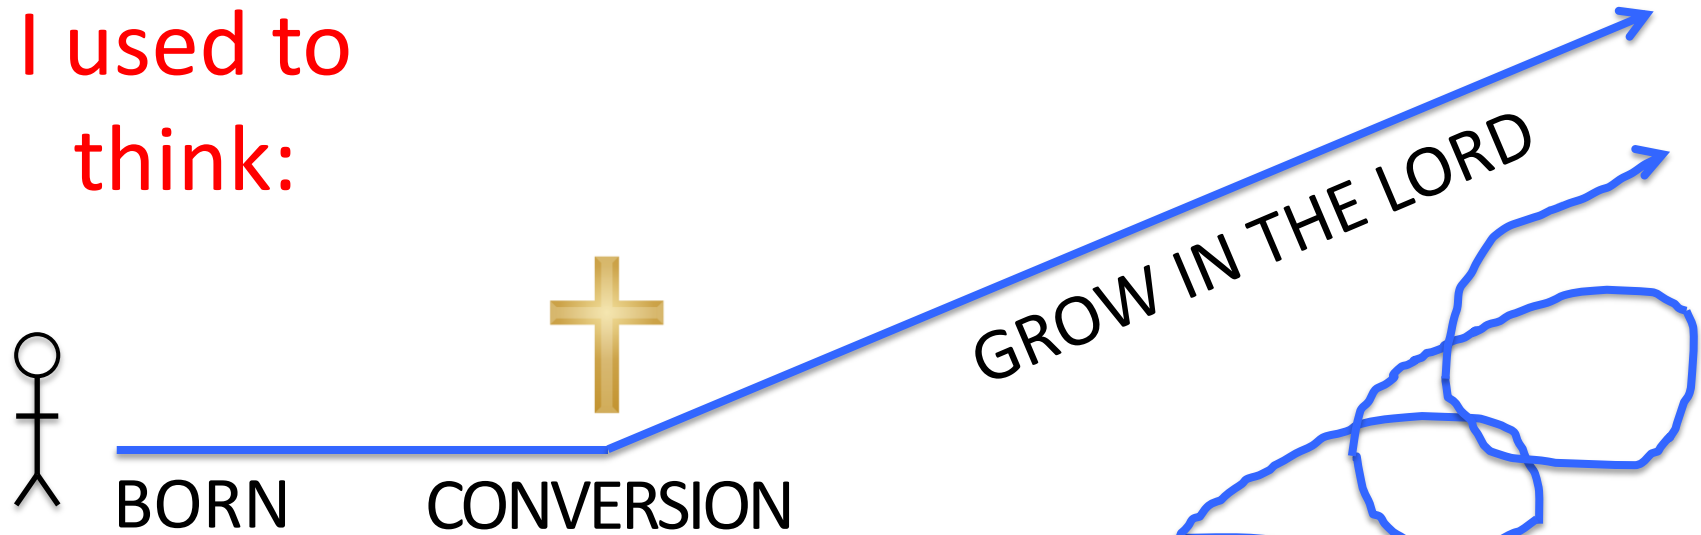 I used to
think:
GROW IN THE LORD
BORN
CONVERSION